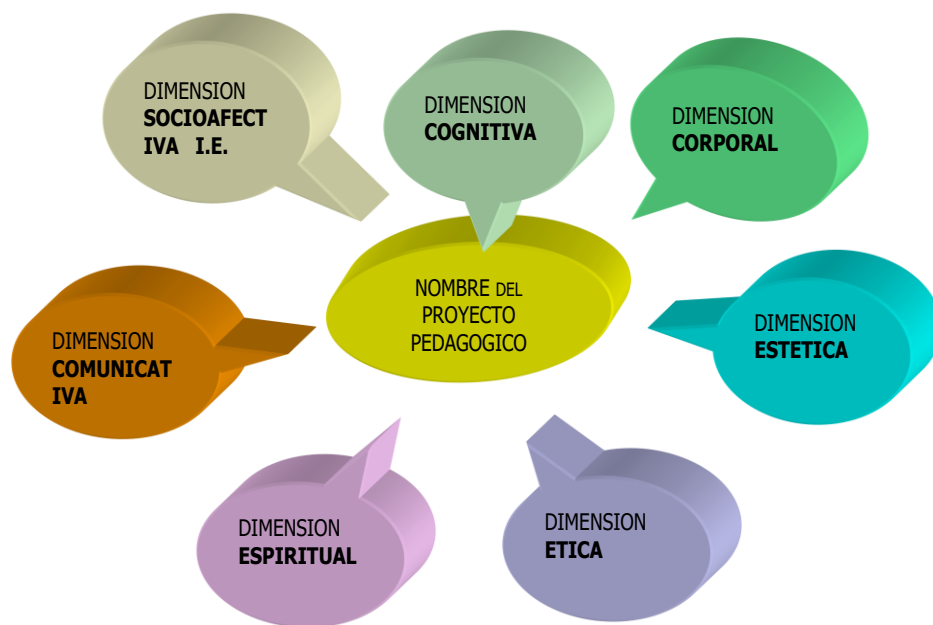 DIMENSION
SOCIOAFECT
IVA I.E.
DIMENSION
COGNITIVA
DIMENSION
CORPORAL
NOMBRE DEL
PROYECTO
PEDAGOGICO
DIMENSION
COMUNICAT
IVA
DIMENSION
ESTETICA
DIMENSION
ESPIRITUAL
DIMENSION
ETICA